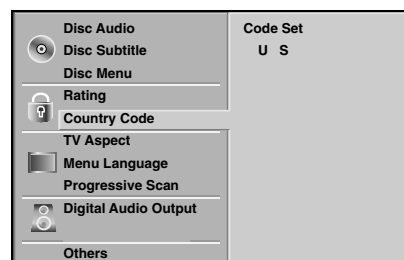 Disc Audio
Disc Subtitle
Disc Menu
Rating
Country Code
TV Aspect
Menu Language
Progressive Scan
Digital Audio Output
Others
Code Set
U S